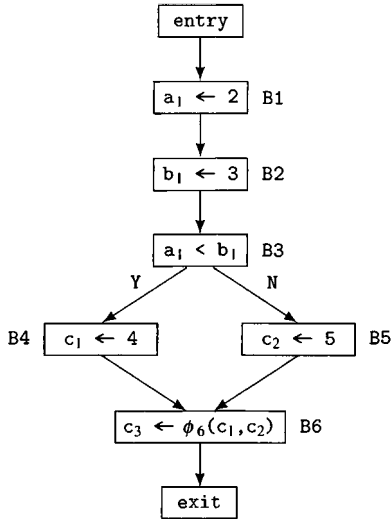 entry
a₁ ← 2 B1
b₁ ← 3 B2
a₁ < b₁ B3
Y N
B4 c₁ ← 4 c₂ ← 5 B5
c₃ ← ϕ₆(c₁,c₂) B6
exit